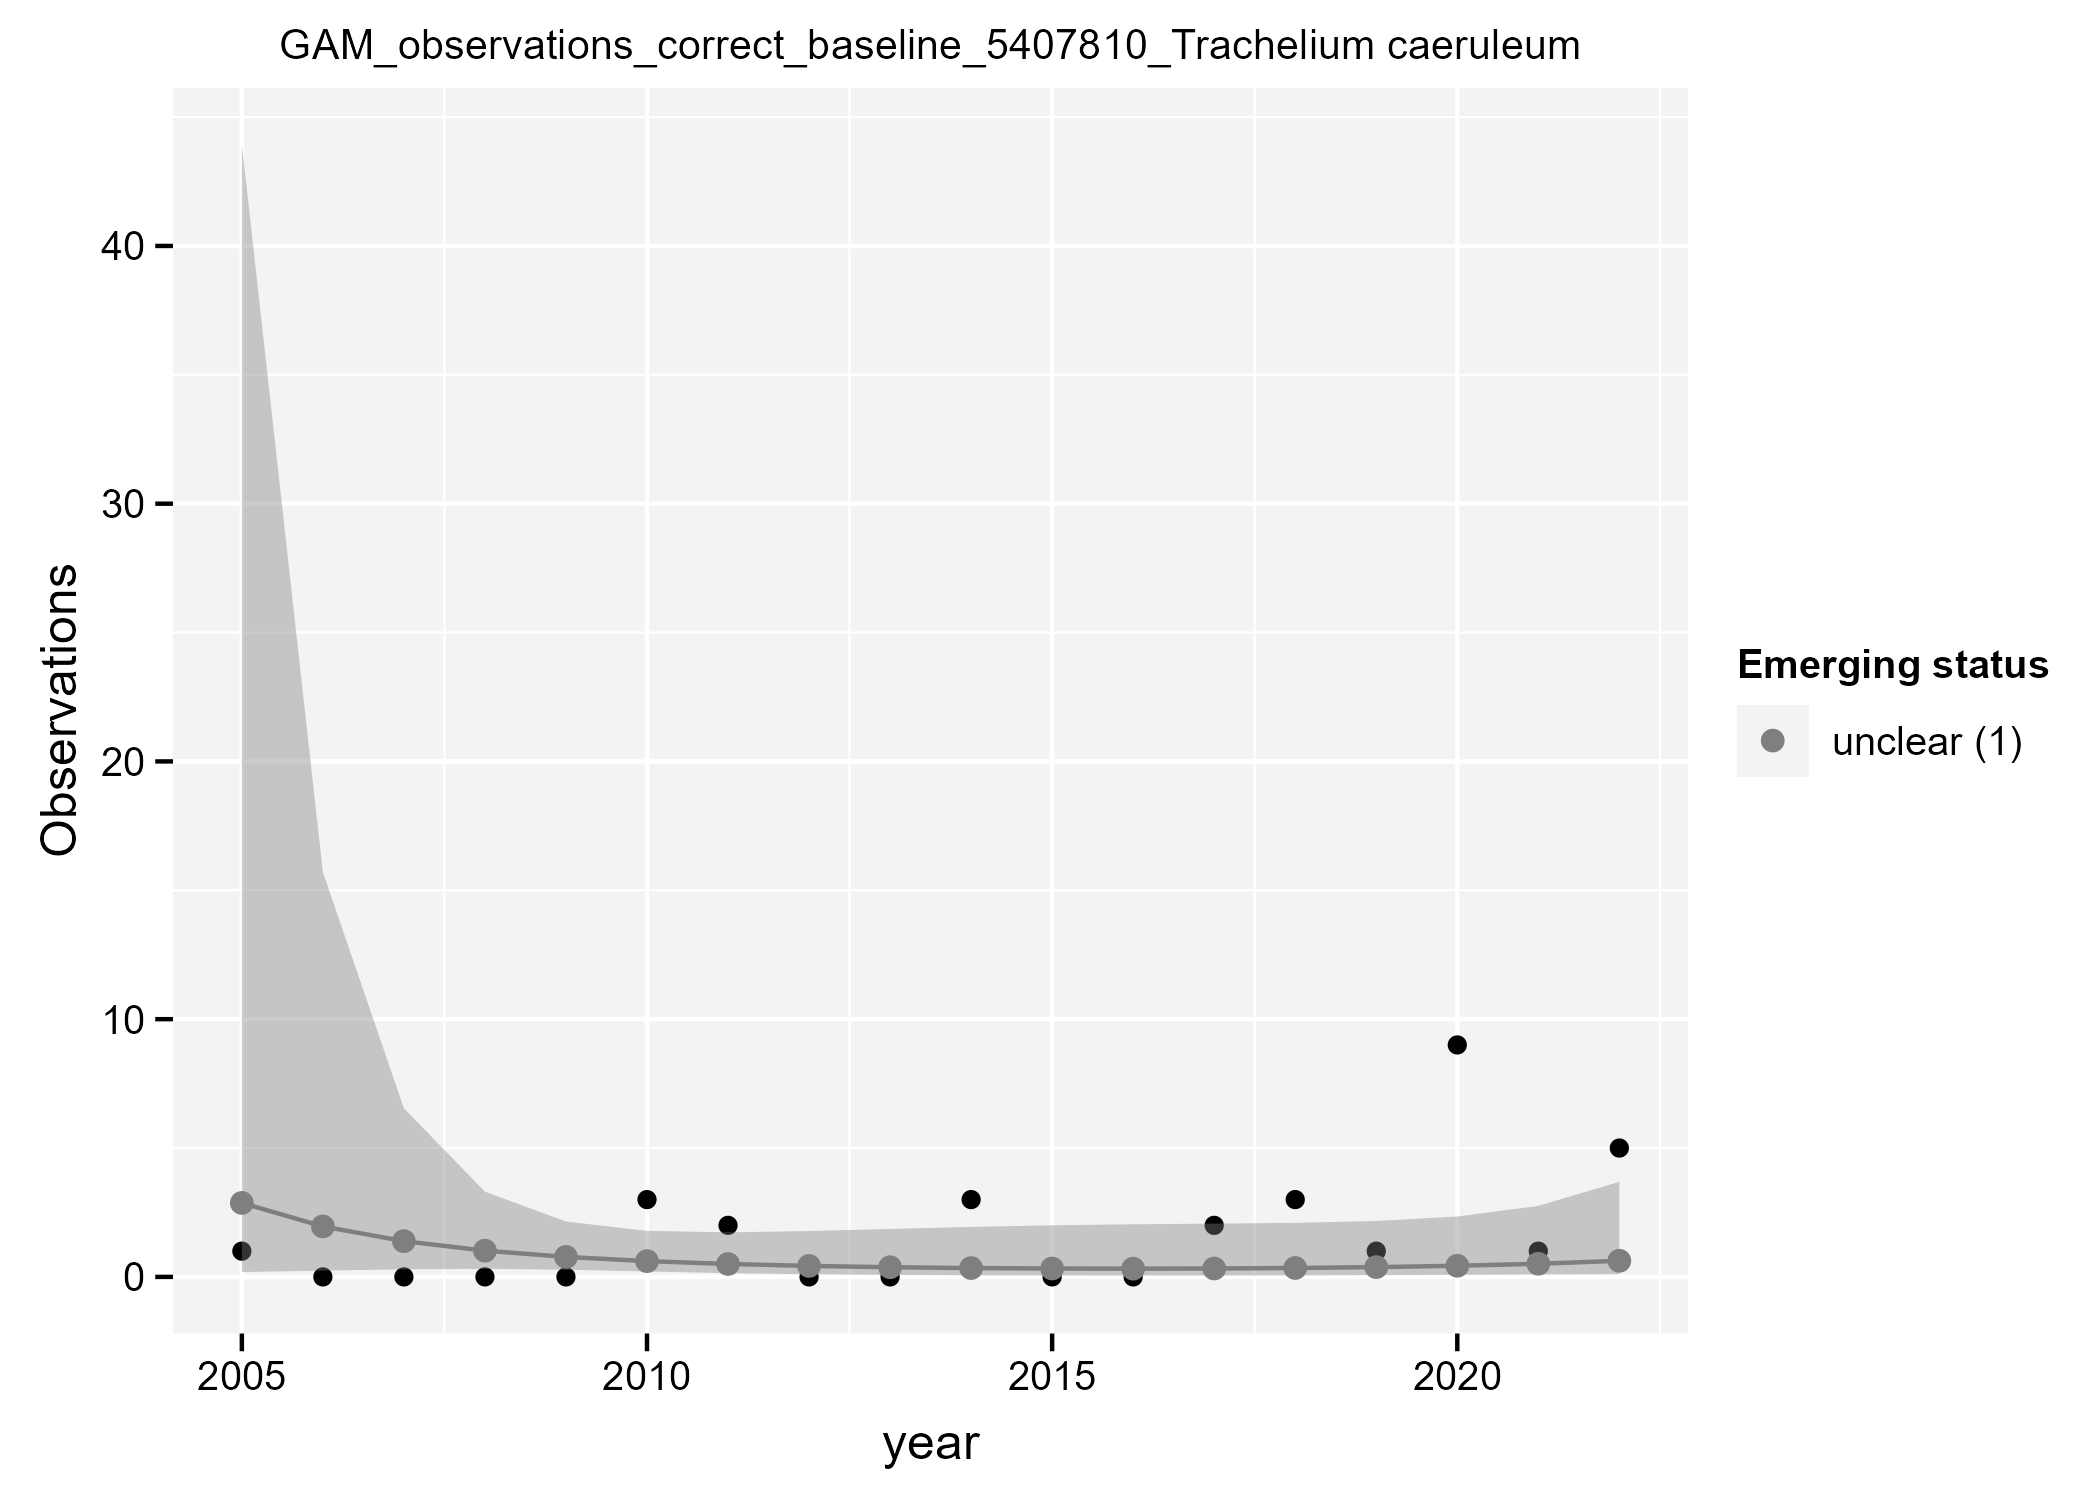 GAM_observations_correct_baseline_5407810_Trachelium caeruleum
Observations
40
30
20
10
0
2005 2010 2015 2020
year
Emerging status
unclear (1)